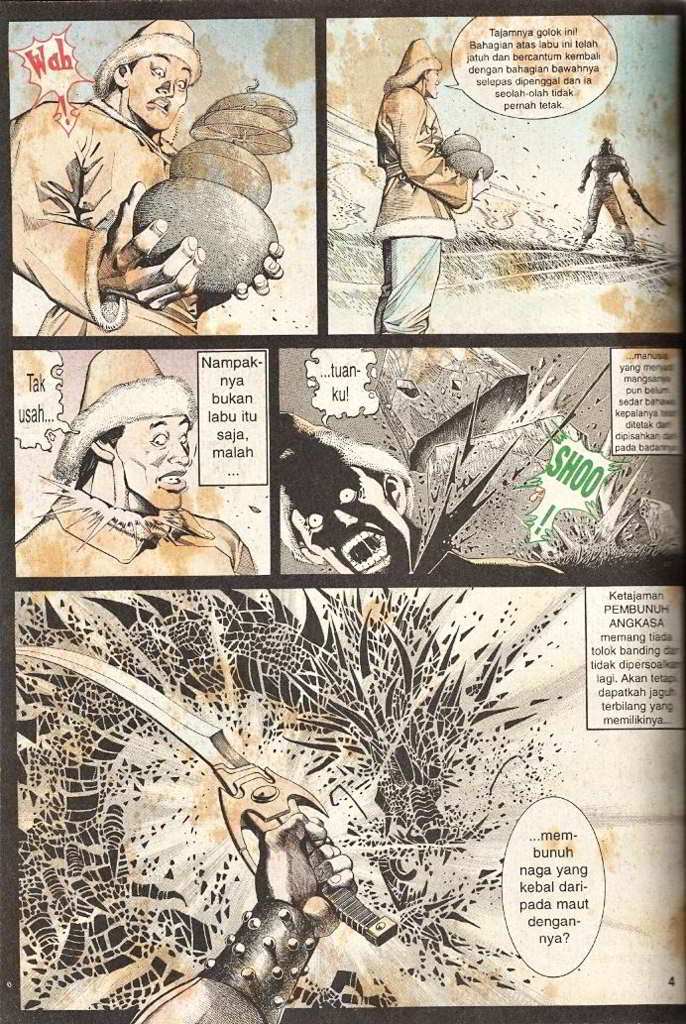 Wah
!
Tajamnya golok ini!
Bahagian atas labu ini telah
jatuh dan bercantum kembali
dengan bahagian bawahnya
selepas dipenggal dan ia
seolah-olah tidak
pernah tetak.
Tak
usah...
Nampak-
nya
bukan
labu itu
saja,
malah
...
...tuan-
ku!
...manusia
yang menjadi
mangsanya
pun belum
sedar bahawa
kepalanya telah
ditetak dan
dipisahkan dari-
pada badannya
SHOO
!
Ketajaman
PEMBUNUH
ANGKASA
memang tiada
tolok banding dan
tidak dipersoalkan
lagi. Akan tetapi,
dapatkah jaguh
terbilang yang
memilikinya...
...mem-
bunuh
naga yang
kebal dari-
pada maut
dengan-
nya?
4